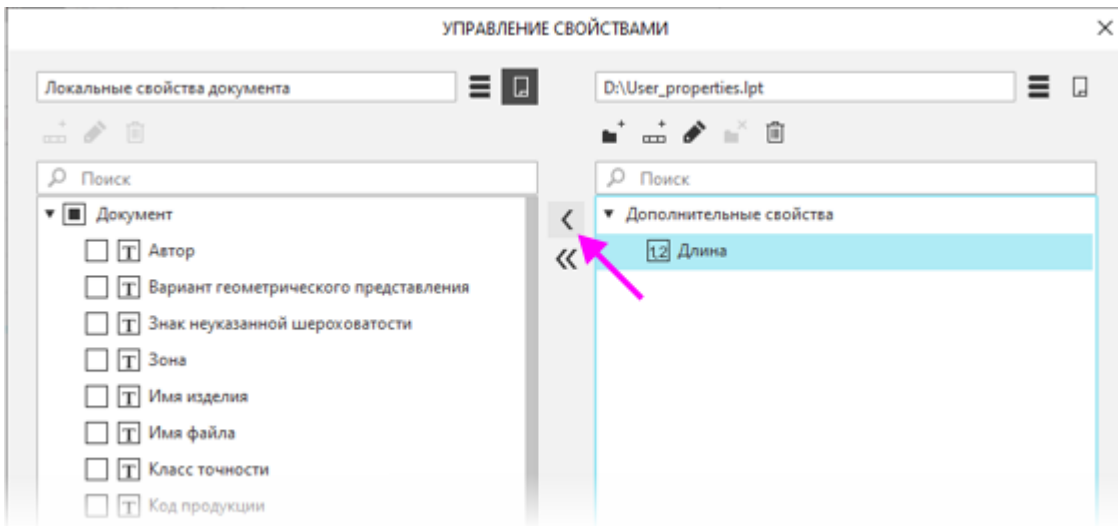 УПРАВЛЕНИЕ СВОЙСТВАМИ
Локальные свойства документа
D:\User_properties.lpt
Поиск
Поиск
Документ
Дополнительные свойства
T Автор
1,2 Длина
T Вариант геометрического представления
T Знак неуказанной шероховатости
T Зона
T Имя изделия
T Имя файла
T Класс точности
T Код продукции